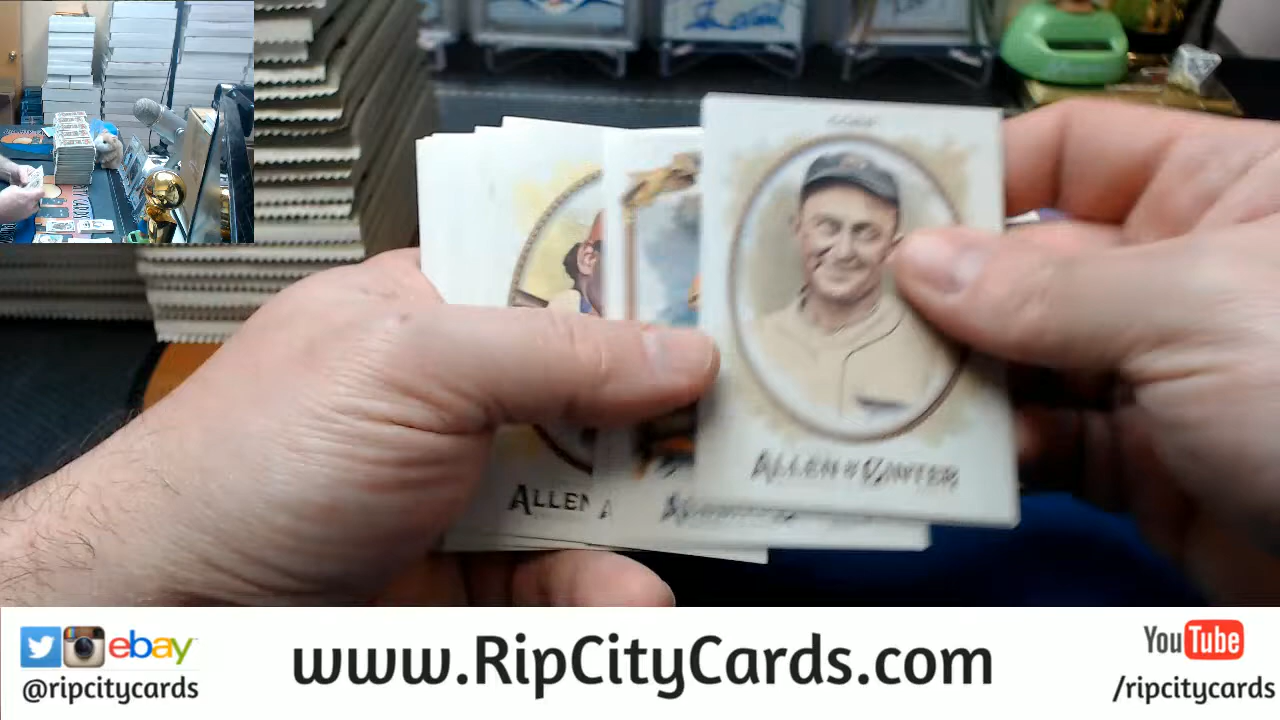 ALLEN & GINTER
ALLEN
A
ebay
@ripcitycards
www.RipCityCards.com
YouTube
/ripcitycards